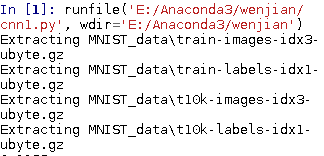 In [1]: runfile('E:/Anaconda3/wenjian/
cnn1.py', wdir='E:/Anaconda3/wenjian')
Extracting MNIST_data\train-images-idx3-
ubyte.gz
Extracting MNIST_data\train-labels-idx1-
ubyte.gz
Extracting MNIST_data\t10k-images-idx3-
ubyte.gz
Extracting MNIST_data\t10k-labels-idx1-
ubyte.gz